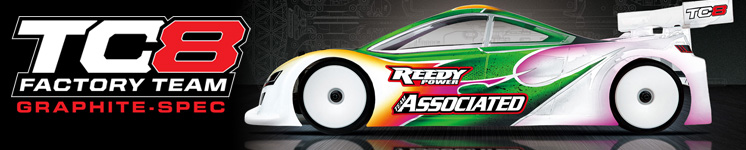 TC8
FACTORY TEAM
GRAPHITE-SPEC
REEDY
POWER
TEAM
ASSOCIATED
TC8